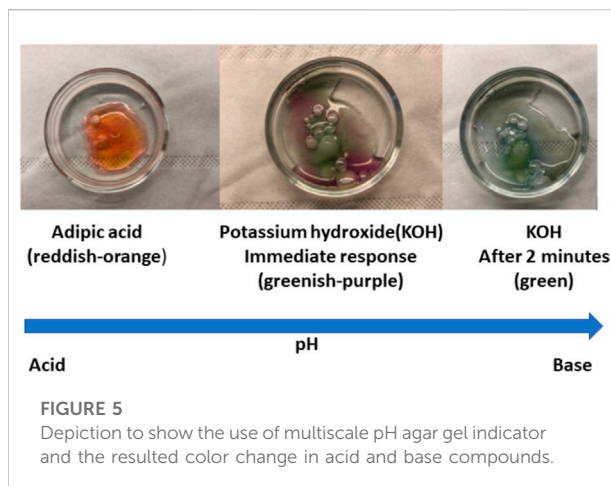 Adipic acid
(reddish-orange)
Potassium hydroxide(KOH)
Immediate response
(greenish-purple)
KOH
After 2 minutes
(green)
pH
Acid
Base
FIGURE 5
Depiction to show the use of multiscale pH agar gel indicator
and the resulted color change in acid and base compounds.